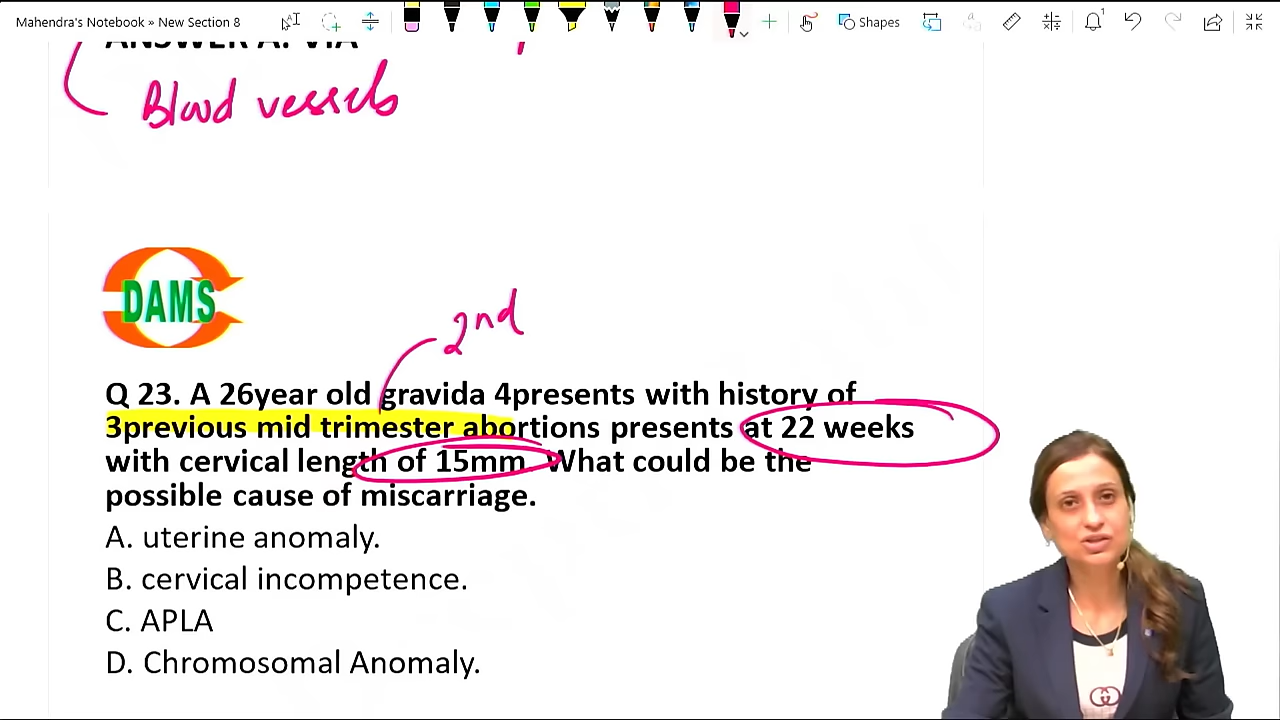 Mahendra's Notebook » New Section 8
Shapes
1
ANSWER A. VIA
Blood vessels
DAMS
2nd
Q 23. A 26year old gravida 4presents with history of
3previous mid trimester abortions presents at 22 weeks
with cervical length of 15mm. What could be the
possible cause of miscarriage.
A. uterine anomaly.
B. cervical incompetence.
C. APLA
D. Chromosomal Anomaly.